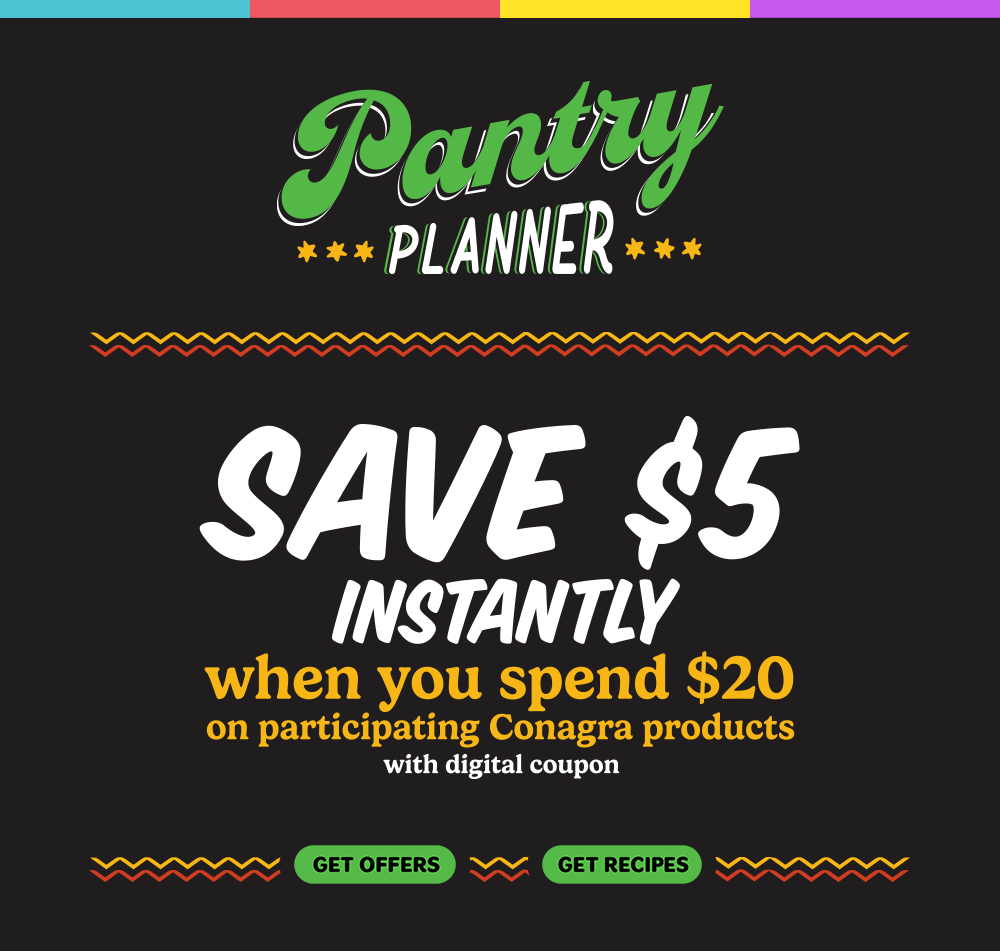 Pantry
PLANNER
SAVE $5
INSTANTLY
when you spend $20
on participating Conagra products
with digital coupon
GET OFFERS
GET RECIPES